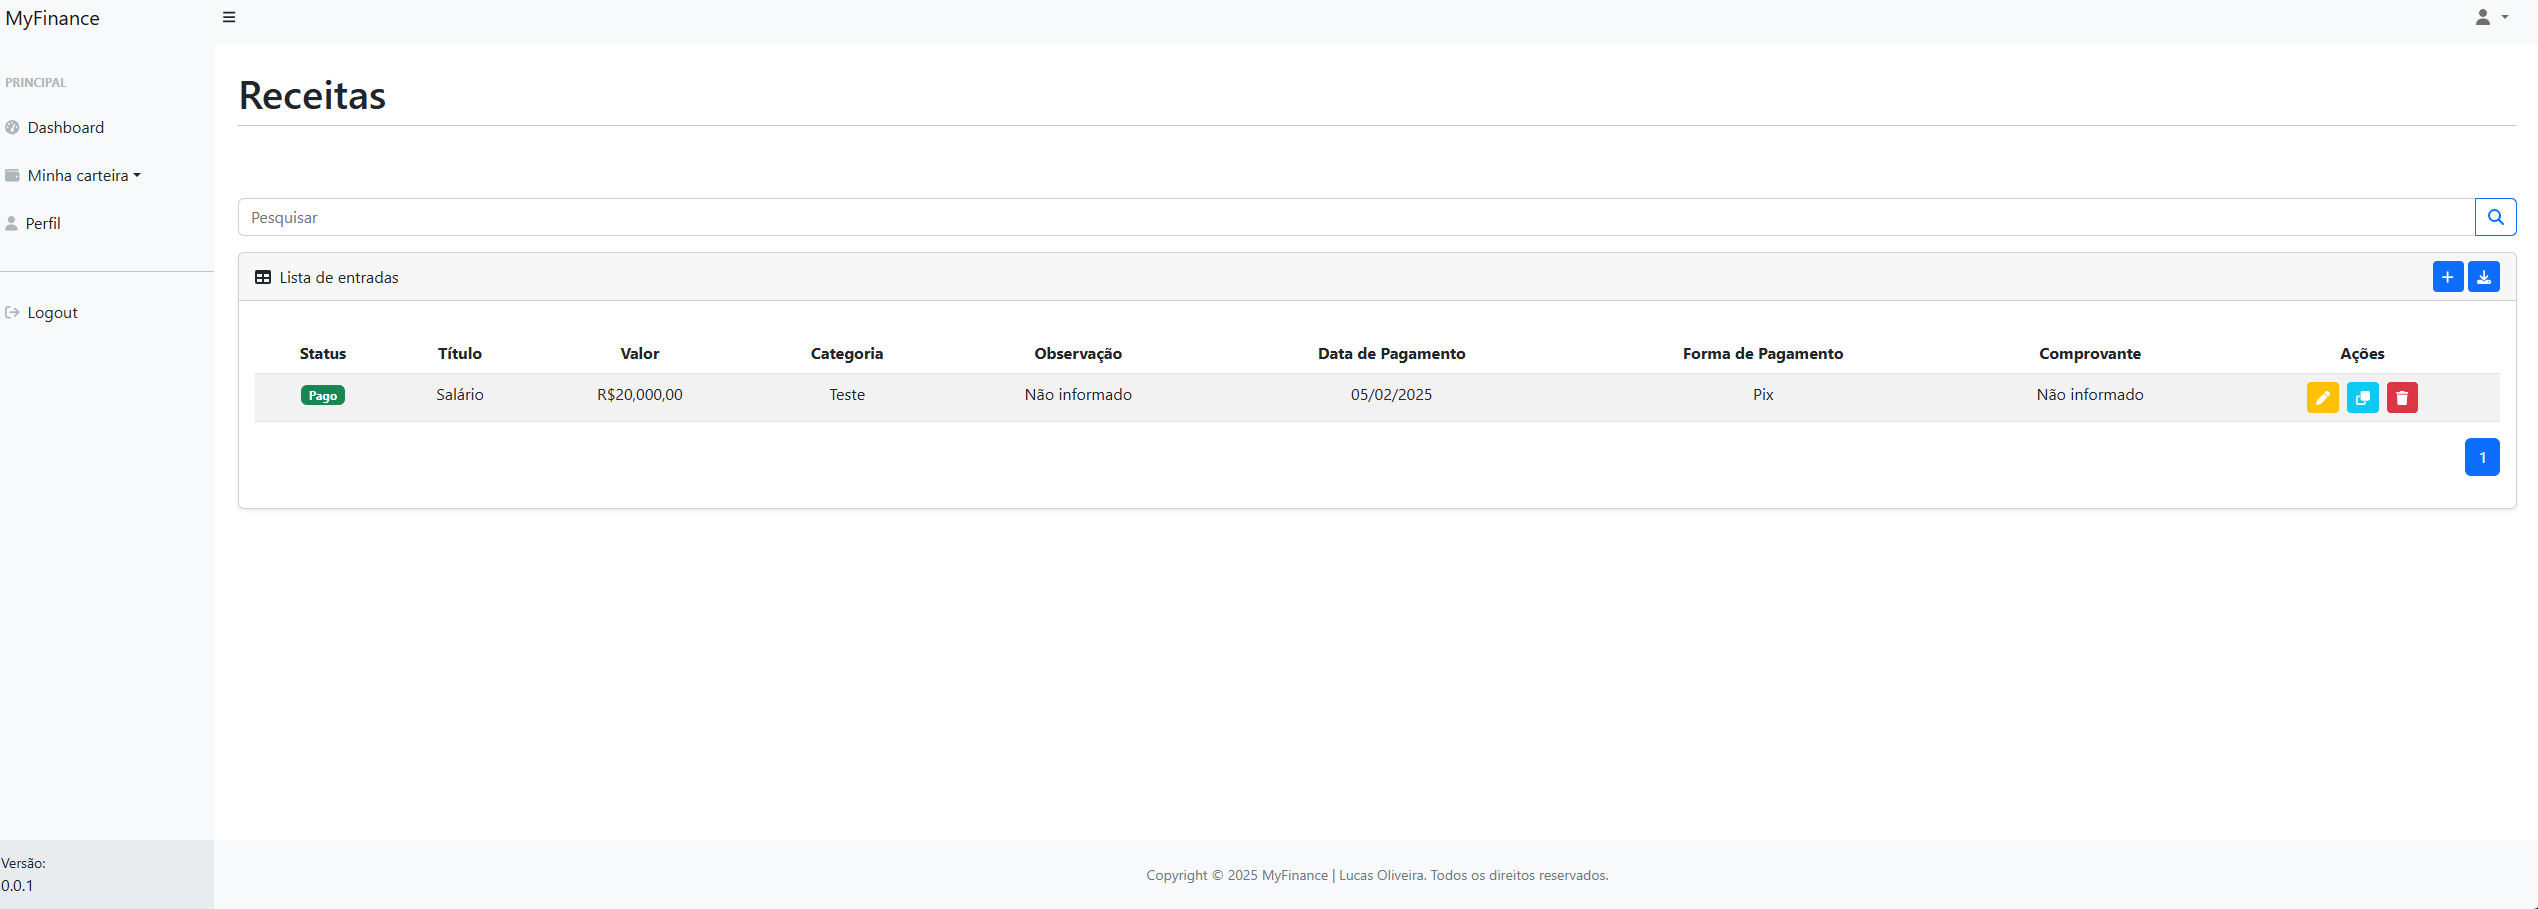 MyFinance
PRINCIPAL
Dashboard
Minha carteira
Perfil
Logout
Versão:
0.0.1
Receitas
Pesquisar
Lista de entradas
Status Título Valor Categoria Observação Data de Pagamento Forma de Pagamento Comprovante Ações
Pago Salário R$20,000,00 Teste Não informado 05/02/2025 Pix Não informado
1
Copyright © 2025 MyFinance | Lucas Oliveira. Todos os direitos reservados.